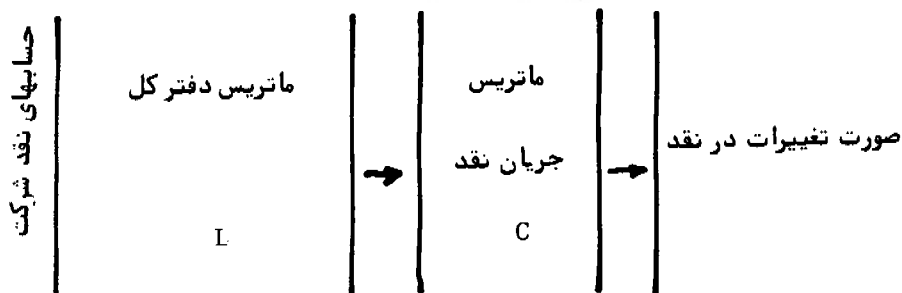 حسابهای نقد شرکت
ماتریس دفتر کل
L
ماتریس
جریان نقد
C
صورت تغییرات در نقد